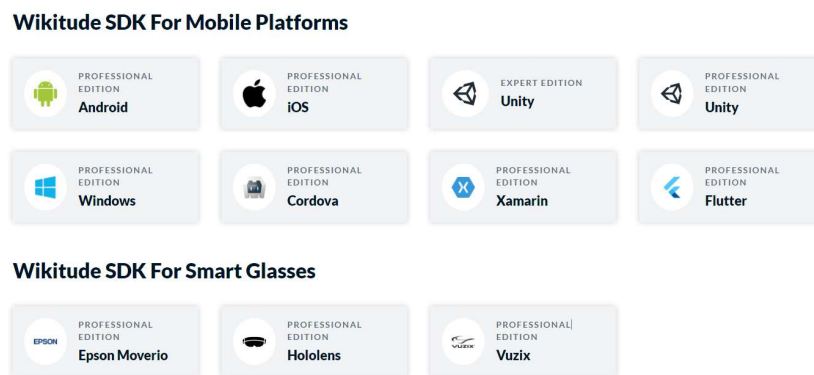 Wikitude SDK For Mobile Platforms
PROFESSIONAL
EDITION
Android
PROFESSIONAL
EDITION
iOS
EXPERT EDITION
Unity
PROFESSIONAL
EDITION
Unity
PROFESSIONAL
EDITION
Windows
PROFESSIONAL
EDITION
Cordova
PROFESSIONAL
EDITION
Xamarin
PROFESSIONAL
EDITION
Flutter
Wikitude SDK For Smart Glasses
EPSON
PROFESSIONAL
EDITION
Epson Moverio
PROFESSIONAL
EDITION
Hololens
VUZIX
PROFESSIONAL
EDITION
Vuzix